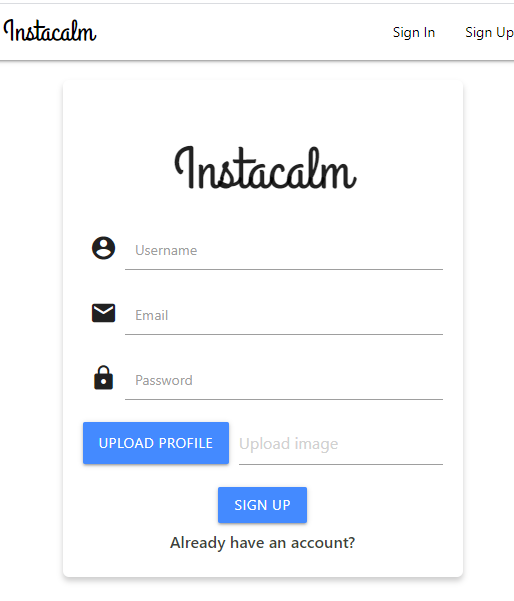 Instacalm
Sign In Sign Up
Instacalm
Username
Email
Password
UPLOAD PROFILE Upload image
SIGN UP
Already have an account?